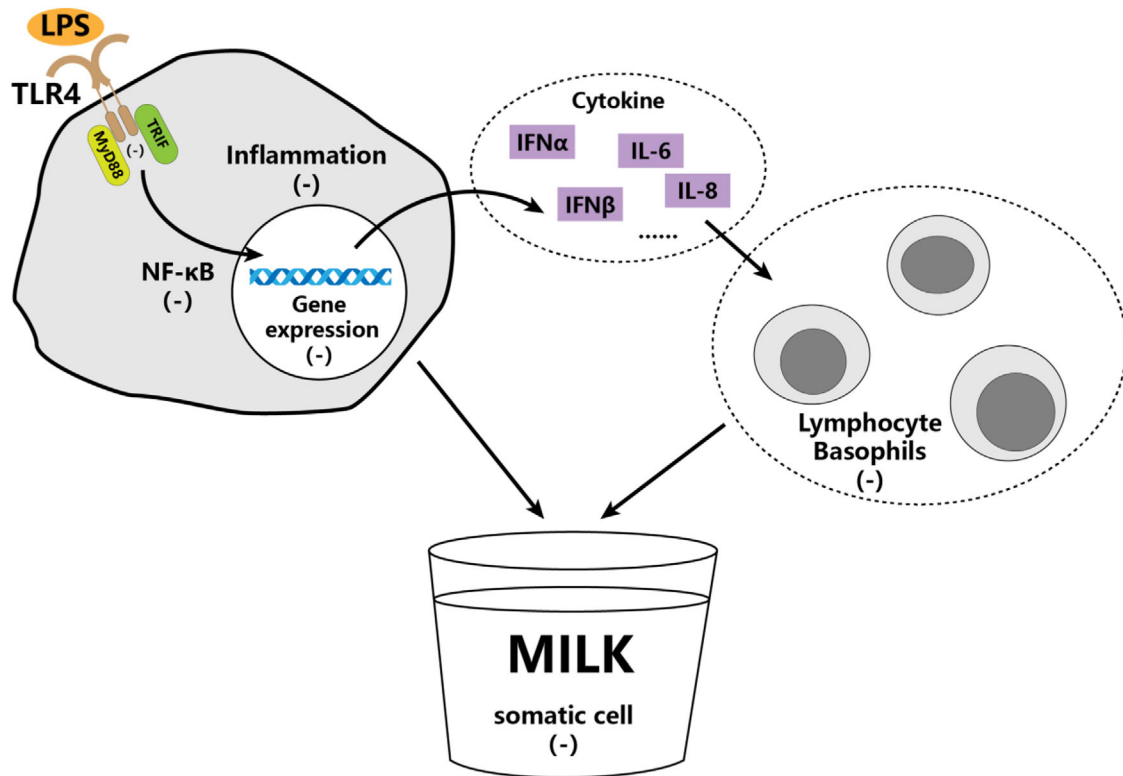 LPS
TLR4
MyD88
TRIF
(-)
Inflammation
(-)
NF-κB
(-)
Gene
expression
(-)
Cytokine
IFNα
IL-6
IL-8
IFNβ
......
Lymphocyte
Basophils
(-)
MILK
somatic cell
(-)